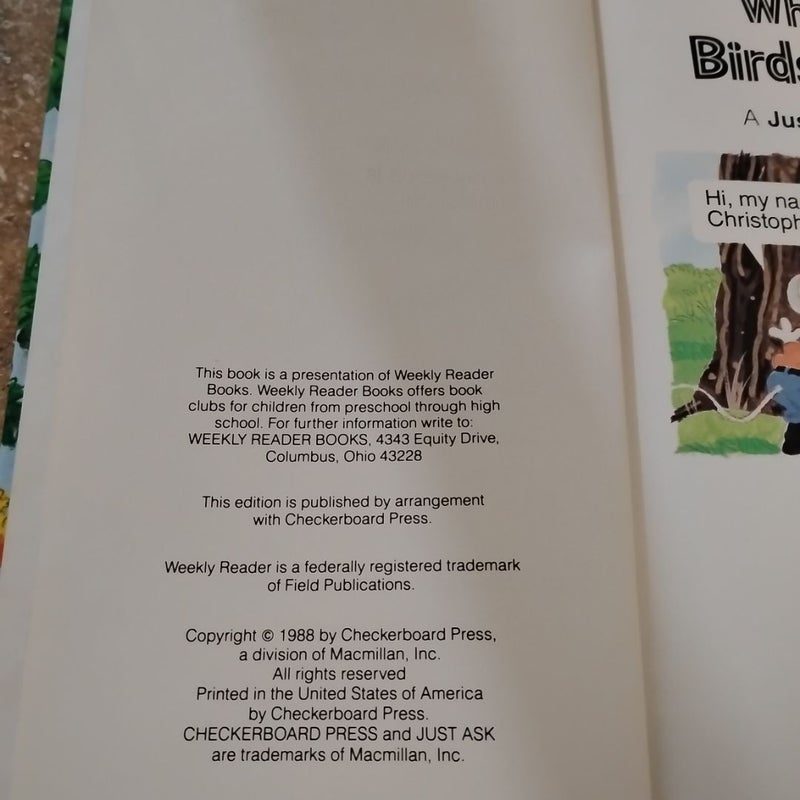 This book is a presentation of Weekly Reader
Books. Weekly Reader Books offers book
clubs for children from preschool through high
school. For further information write to:
WEEKLY READER BOOKS, 4343 Equity Drive,
Columbus, Ohio 43228
This edition is published by arrangement
with Checkerboard Press.
Weekly Reader is a federally registered trademark
of Field Publications.
Copyright © 1988 by Checkerboard Press,
a division of Macmillan, Inc.
All rights reserved
Printed in the United States of America
by Checkerboard Press.
CHECKERBOARD PRESS and JUST ASK
are trademarks of Macmillan, Inc.
Wh
Birds
A Jus
Hi, my na
Christoph